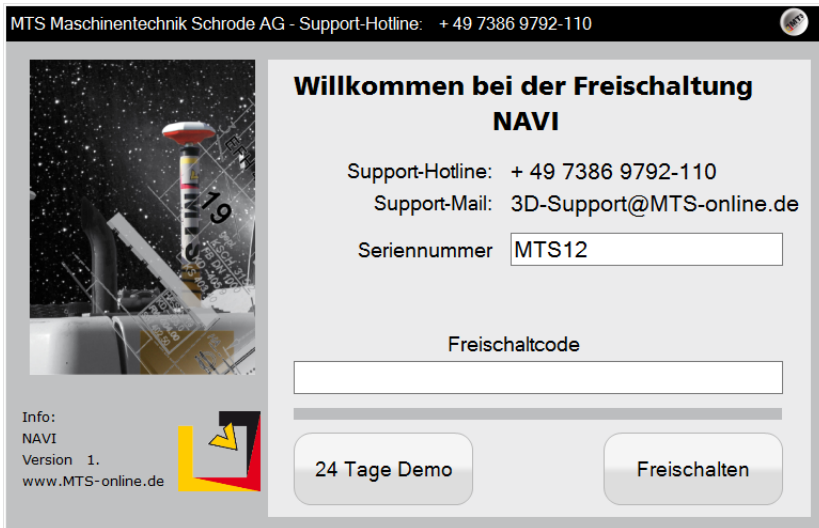 MTS Maschinentechnik Schrode AG - Support-Hotline: + 49 7386 9792-110
Willkommen bei der Freischaltung
NAVI
Support-Hotline: + 49 7386 9792-110
Support-Mail: 3D-Support@MTS-online.de
Seriennummer MTS12
Freischaltcode
24 Tage Demo
Freischalten
Info:
NAVI
Version 1.
www.MTS-online.de
MTS
19